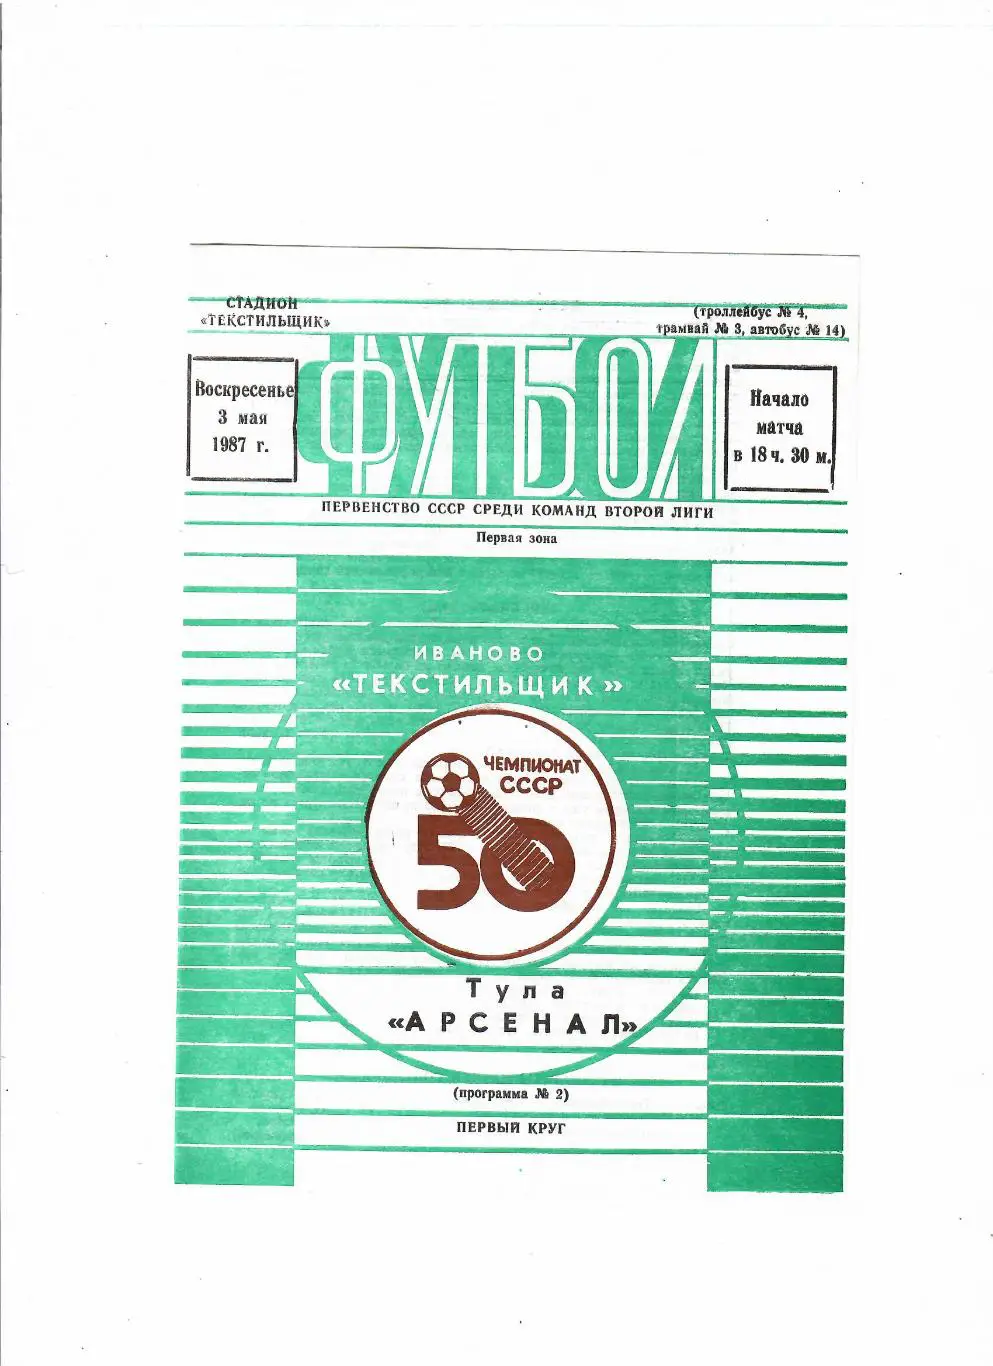 СТАДИОН
«ТЕКСТИЛЬЩИК»
(троллейбус № 4,
трамвай № 3, автобус № 14)
Воскресенье
3 мая
1987 г.
ФУТБОЛ
Начало
матча
в 18 ч. 30 м.
ПЕРВЕНСТВО СССР СРЕДИ КОМАНД ВТОРОЙ ЛИГИ
Первая зона
ИВАНОВО
«ТЕКСТИЛЬЩИК»
ЧЕМПИОНАТ
СССР
50
Тула
«АРСЕНАЛ»
(программа № 2)
ПЕРВЫЙ КРУГ